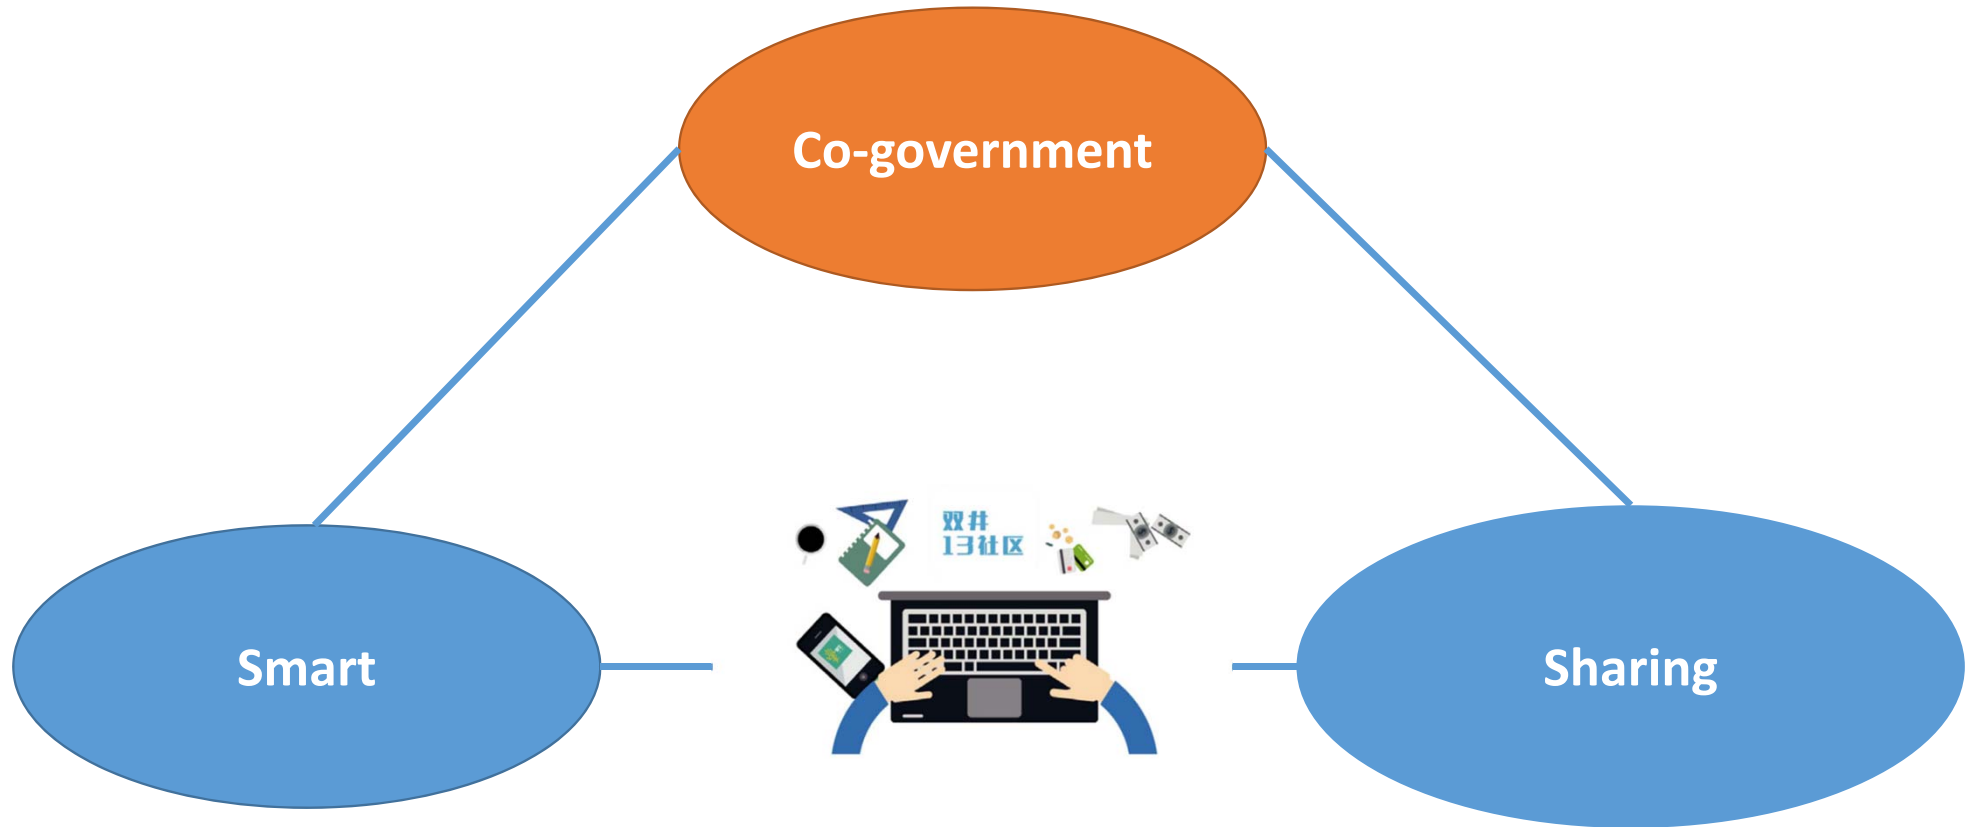 Co-government
双井
13社区
Smart
Sharing